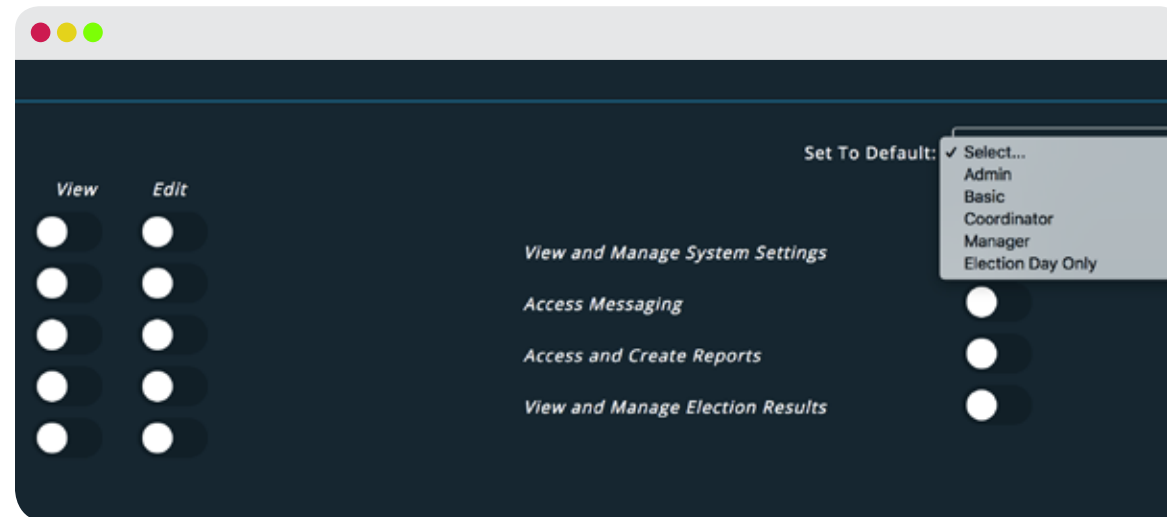 Set To Default:
✓ Select...
Admin
Basic
Coordinator
Manager
Election Day Only
View Edit
View and Manage System Settings
Access Messaging
Access and Create Reports
View and Manage Election Results